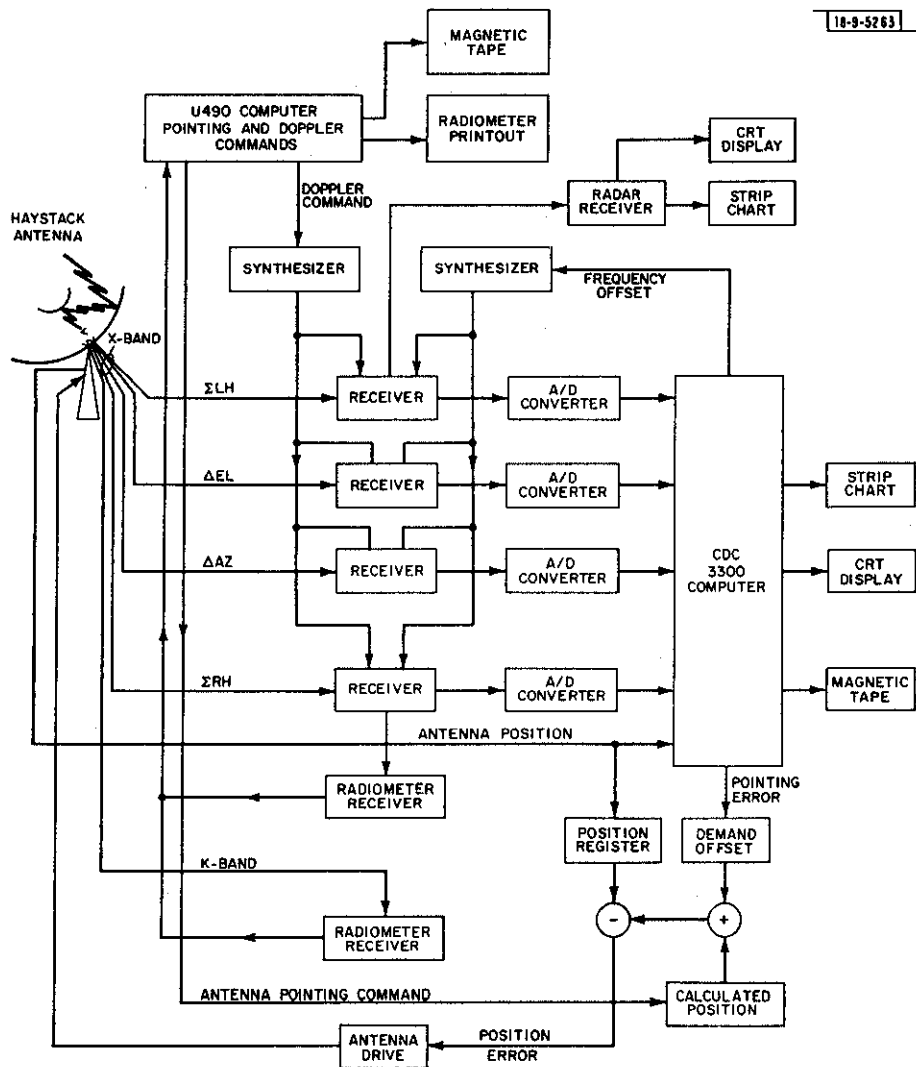 18-9-5263
MAGNETIC
TAPE
U490 COMPUTER
POINTING AND DOPPLER
COMMANDS
RADIOMETER
PRINTOUT
CRT
DISPLAY
DOPPLER
COMMAND
RADAR
RECEIVER
STRIP
CHART
HAYSTACK
ANTENNA
SYNTHESIZER
SYNTHESIZER
FREQUENCY
OFFSET
X-BAND
ΣLH
RECEIVER
A/D
CONVERTER
ΔEL
RECEIVER
A/D
CONVERTER
STRIP
CHART
ΔAZ
RECEIVER
A/D
CONVERTER
CDC
3300
COMPUTER
CRT
DISPLAY
ΣRH
RECEIVER
A/D
CONVERTER
MAGNETIC
TAPE
ANTENNA POSITION
RADIOMETER
RECEIVER
POINTING
ERROR
POSITION
REGISTER
DEMAND
OFFSET
K-BAND
RADIOMETER
RECEIVER
-
+
ANTENNA POINTING COMMAND
CALCULATED
POSITION
ANTENNA
DRIVE
POSITION
ERROR